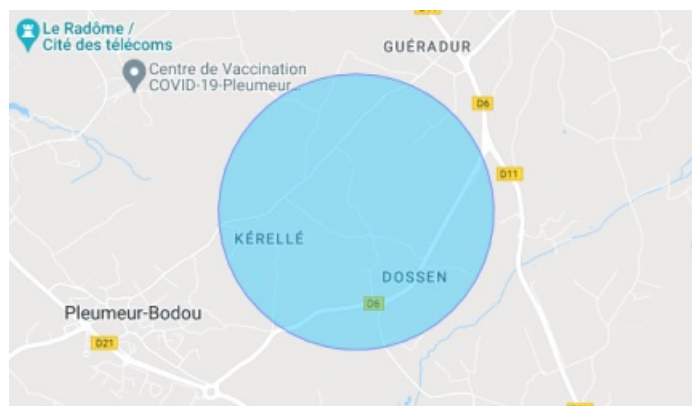 Le Radôme /
Cité des télécoms
GUÉRADUR
Centre de Vaccination
COVID-19-Pleumeur...
D6
D11
KÉRELLÉ
DOSSEN
D6
Pleumeur-Bodou
D21